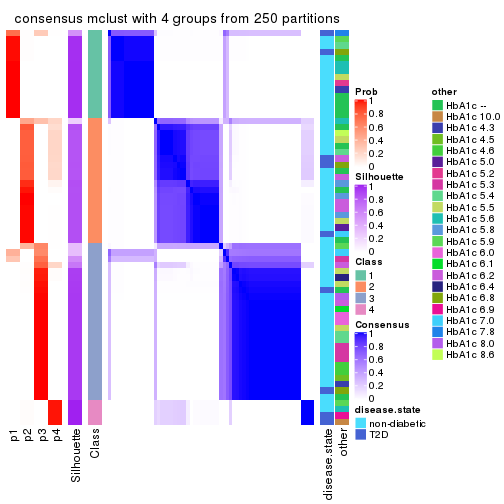 consensus mclust with 4 groups from 250 partitions
p1
p2
p3
p4
Silhouette
Class
disease.state
other
Prob
1
0.8
0.6
0.4
0.2
0
Silhouette
1
0.8
0.6
0.4
0.2
0
Class
1
2
3
4
Consensus
1
0.8
0.6
0.4
0.2
0
disease.state
non-diabetic
T2D
other
HbA1c --
HbA1c 10.0
HbA1c 4.3
HbA1c 4.5
HbA1c 4.6
HbA1c 5.0
HbA1c 5.2
HbA1c 5.3
HbA1c 5.4
HbA1c 5.5
HbA1c 5.6
HbA1c 5.8
HbA1c 5.9
HbA1c 6.0
HbA1c 6.1
HbA1c 6.2
HbA1c 6.4
HbA1c 6.8
HbA1c 6.9
HbA1c 7.0
HbA1c 7.8
HbA1c 8.0
HbA1c 8.6